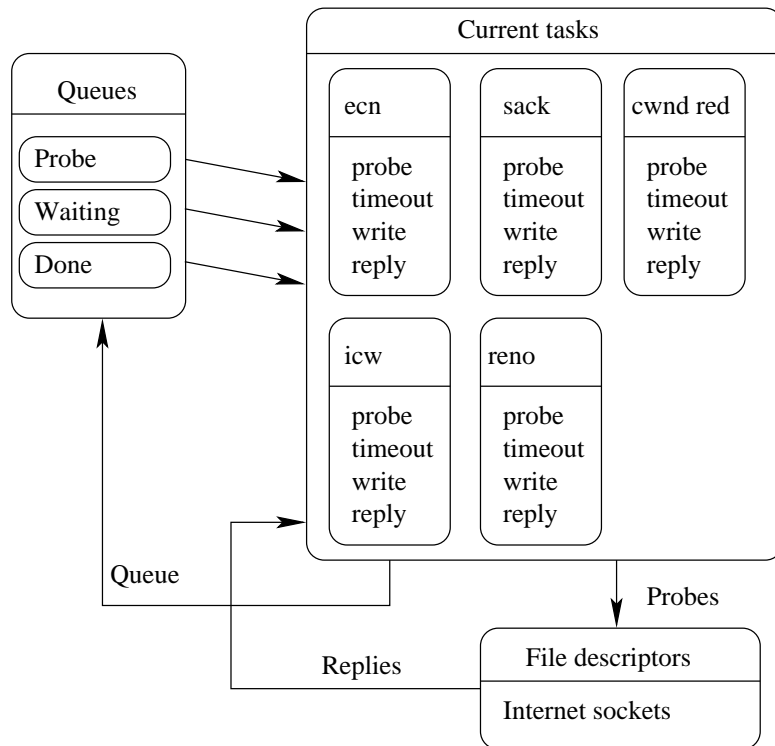 Current tasks
Queues
Probe
Waiting
Done
ecn
probe
timeout
write
reply
sack
probe
timeout
write
reply
cwnd red
probe
timeout
write
reply
icw
probe
timeout
write
reply
reno
probe
timeout
write
reply
Queue
Probes
Replies
File descriptors
Internet sockets